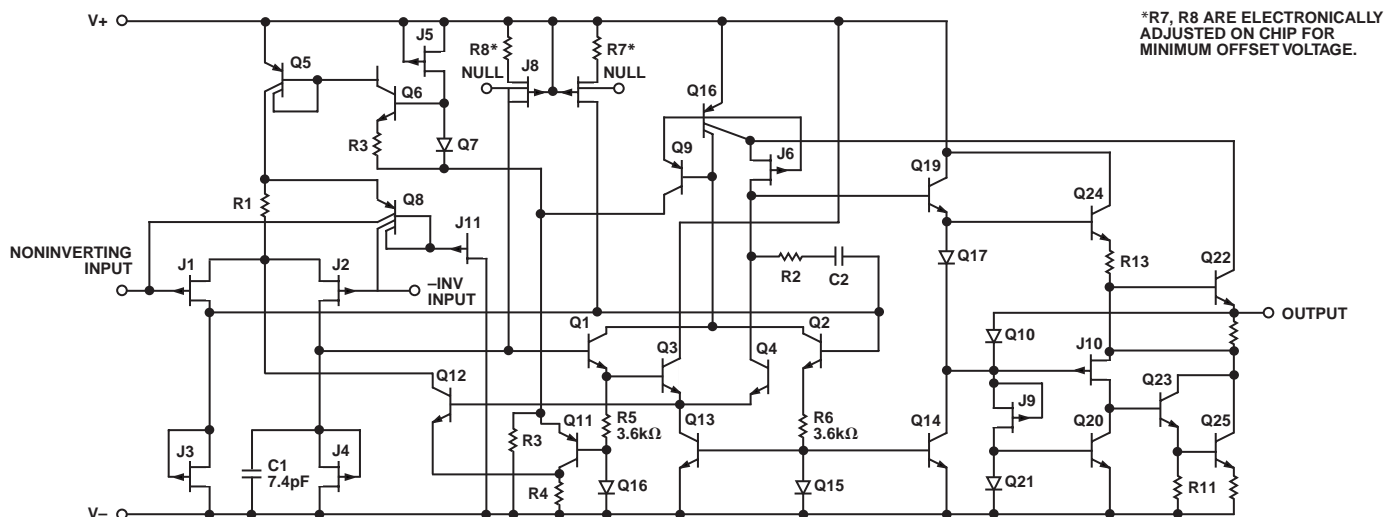 V+
*R7, R8 ARE ELECTRONICALLY
ADJUSTED ON CHIP FOR
MINIMUM OFFSET VOLTAGE.
J5
R8*
R7*
J8
Q5
NULL
NULL
Q6
Q16
R3
Q7
Q9
J6
Q19
Q24
R1
Q8
J11
NONINVERTING
INPUT
J1
J2
–INV
INPUT
R2
C2
Q17
R13
Q22
Q1
Q3
Q4
Q2
Q10
J10
OUTPUT
Q12
Q23
J9
R3
Q11
R5
3.6kΩ
Q13
R6
3.6kΩ
Q14
Q20
Q25
J3
C1
7.4pF
J4
R4
Q16
Q15
Q21
R11
V–